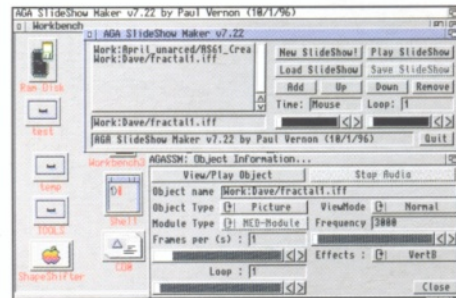 AGA SlideShow Maker v7.22 by Paul Vernon (10/1/96)
Workbench
AGA SlideShow Maker v7.22
Work:April_unarced/RS61_Crea
Work:Dave/fractal1.iff
New SlideShow!
Play SlideShow
Load SlideShow
Save SlideShow
Add
Up
Down
Remove
Time: Mouse
Loop: 1
Work:Dave/fractal1.iff
AGA SlideShow Maker v7.22 by Paul Vernon (10/1/96)
Quit
Ram Disk
test
temp
TOOLS
ShapeShifter
Workbench3
Shell
CD0
AGASSM: Object Information...
View/Play Object
Stop Audio
Object name Work:Dave/fractal1.iff
Object Type Picture
ViewMode Normal
Module Type MED-Module
Frequency 3000
Frames per (s) : 1
Effects : VertB
Loop : 1
Close